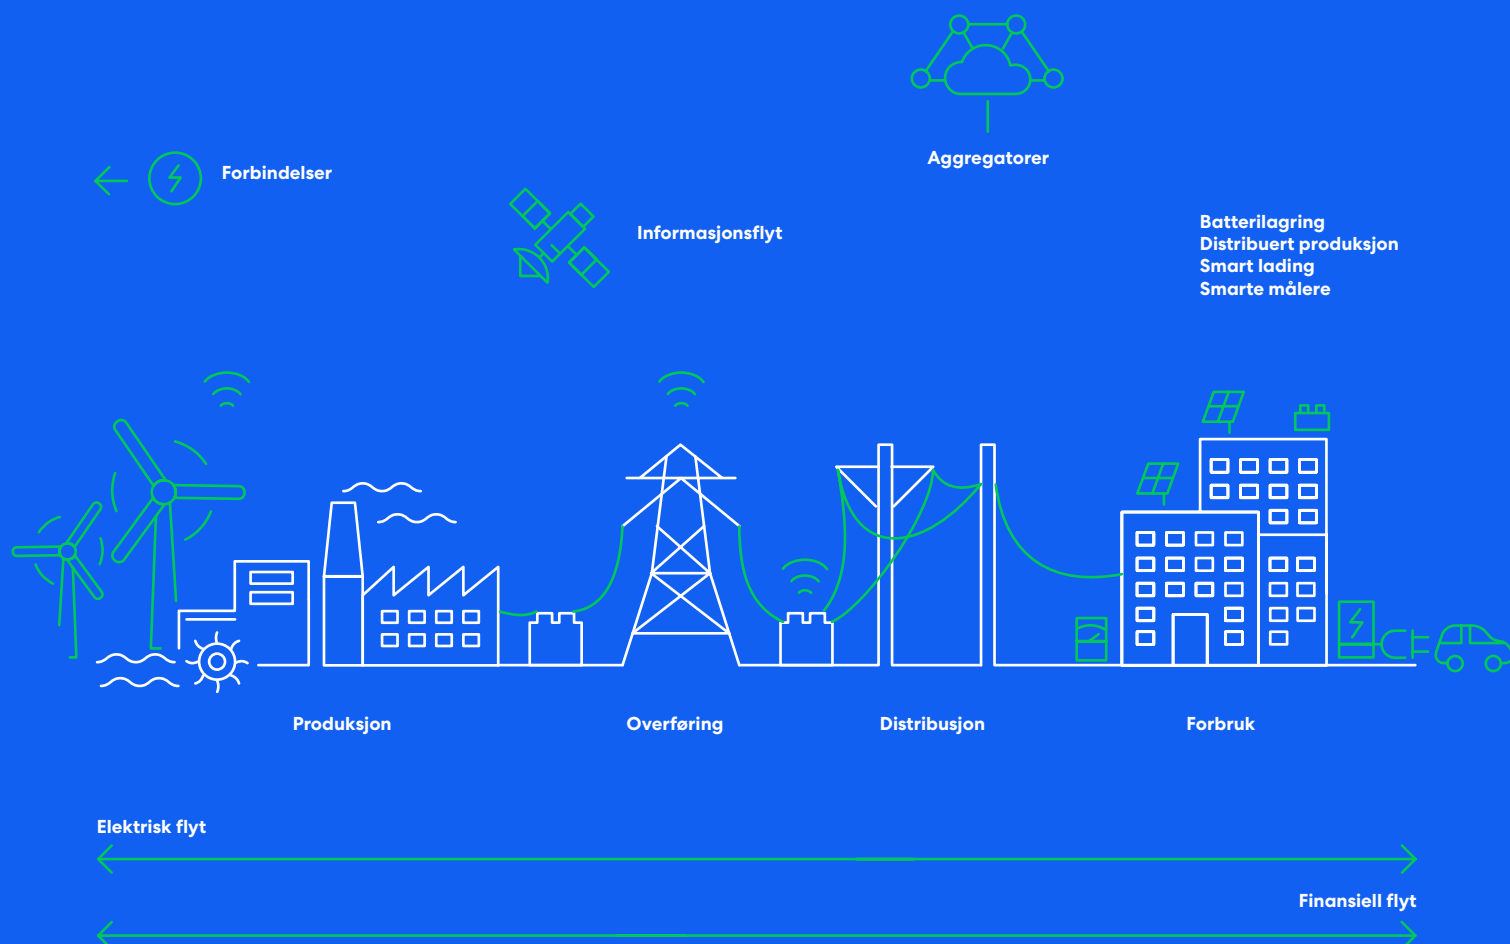 Aggregatorer
Forbindelser
Informasjonsflyt
Batterilagring
Distribuert produksjon
Smart lading
Smarte målere
Produksjon
Overføring
Distribusjon
Forbruk
Elektrisk flyt
Finansiell flyt